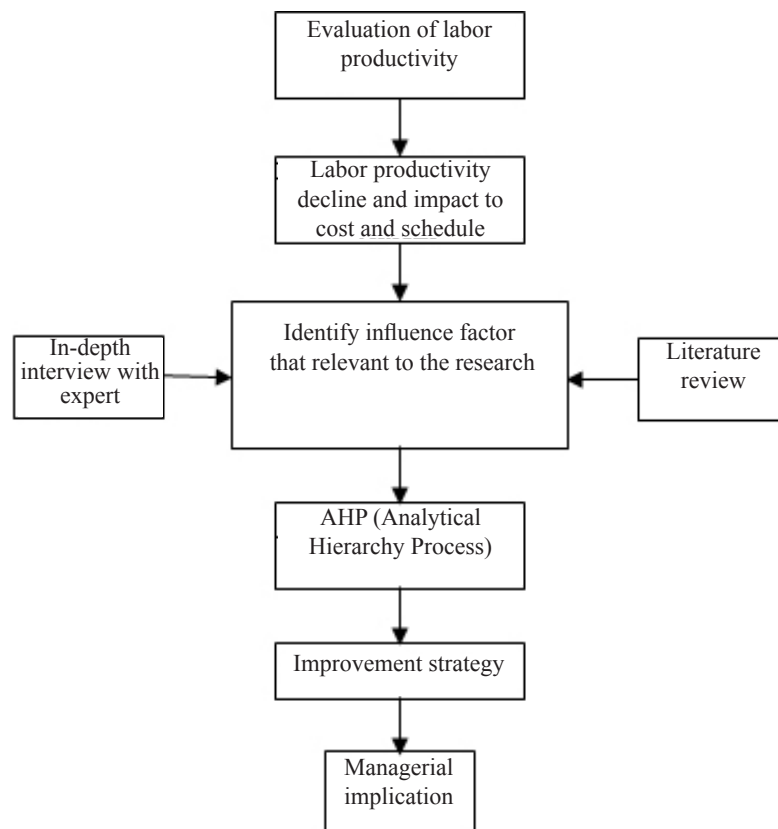 Evaluation of labor
productivity
Labor productivity
decline and impact to
cost and schedule
Identify influence factor
that relevant to the research
In-depth
interview with
expert
Literature
review
AHP (Analytical
Hierarchy Process)
Improvement strategy
Managerial
implication